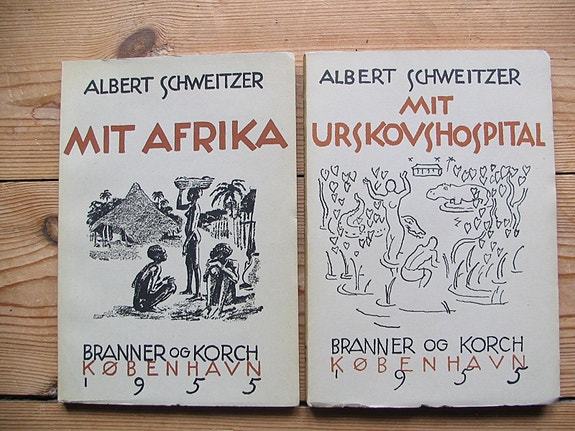 ALBERT SCHWEITZER
MIT AFRIKA
BRANNER OG KORCH
KØBENHAVN
1955
ALBERT SCHWEITZER
MIT
URSKOVSHOSPITAL
BRANNER OG KORCH
KØBENHAVN
1955